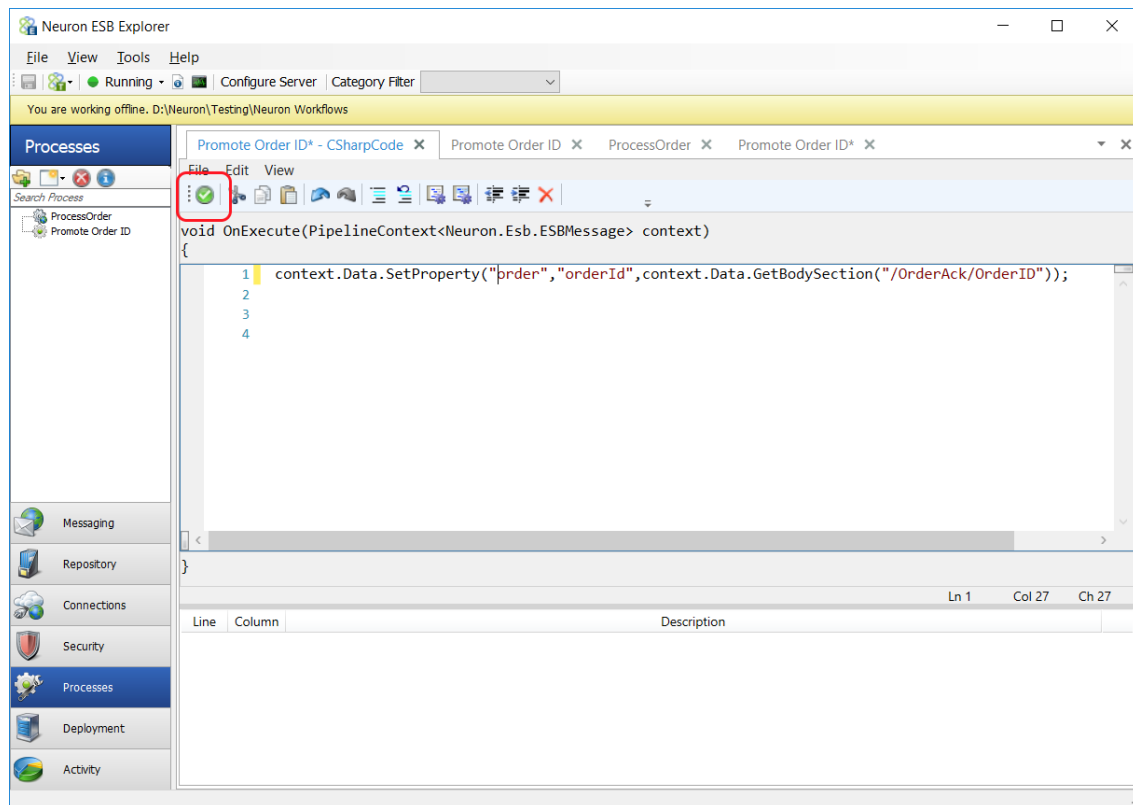 Neuron ESB Explorer
File View Tools Help
Running Configure Server Category Filter
You are working offline. D:\Neuron\Testing\Neuron Workflows
Processes
Search Process
ProcessOrder
Promote Order ID
Messaging
Repository
Connections
Security
Processes
Deployment
Activity
Promote Order ID* - CSharpCode Promote Order ID ProcessOrder Promote Order ID*
File Edit View
void OnExecute(PipelineContext<Neuron.Esb.ESBMessage> context)
{
1 context.Data.SetProperty("order","orderId",context.Data.GetBodySection("/OrderAck/OrderID"));
2
3
4
}
Ln 1 Col 27 Ch 27
Line Column Description